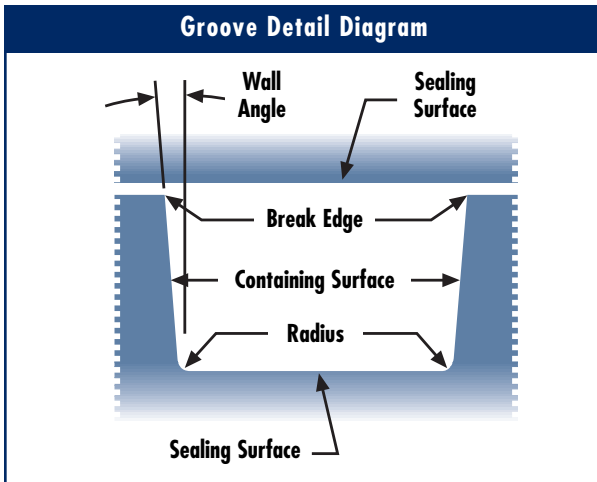 Groove Detail Diagram
Wall
Angle
Sealing
Surface
Break Edge
Containing Surface
Radius
Sealing Surface